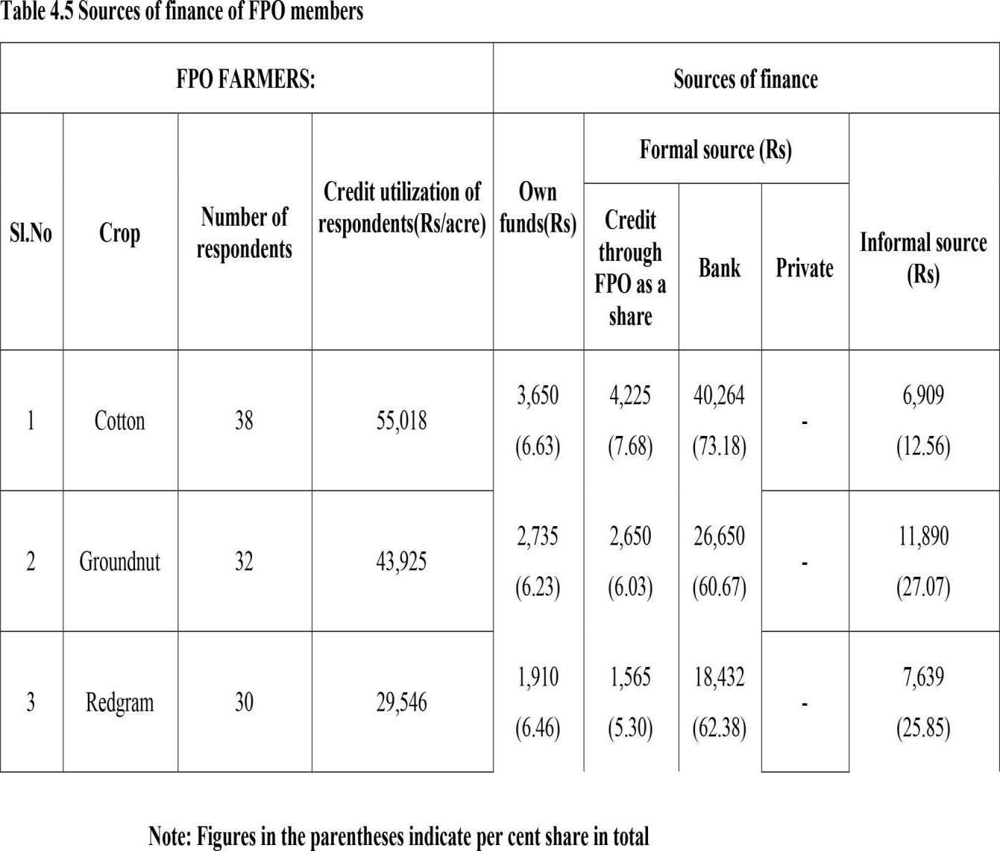 Table 4.5 Sources of finance of FPO members
FPO FARMERS:
Sources of finance
Sl.No
Crop
Number of
respondents
Credit utilization of
respondents(Rs/acre)
Own
funds(Rs)
Formal source (Rs)
Credit
through
FPO as a
share
Bank
Private
Informal source
(Rs)
1 Cotton 38 55,018 3,650 4,225 40,264 - 6,909
(6.63) (7.68) (73.18) (12.56)
2 Groundnut 32 43,925 2,735 2,650 26,650 - 11,890
(6.23) (6.03) (60.67) (27.07)
3 Redgram 30 29,546 1,910 1,565 18,432 - 7,639
(6.46) (5.30) (62.38) (25.85)
Note: Figures in the parentheses indicate per cent share in total